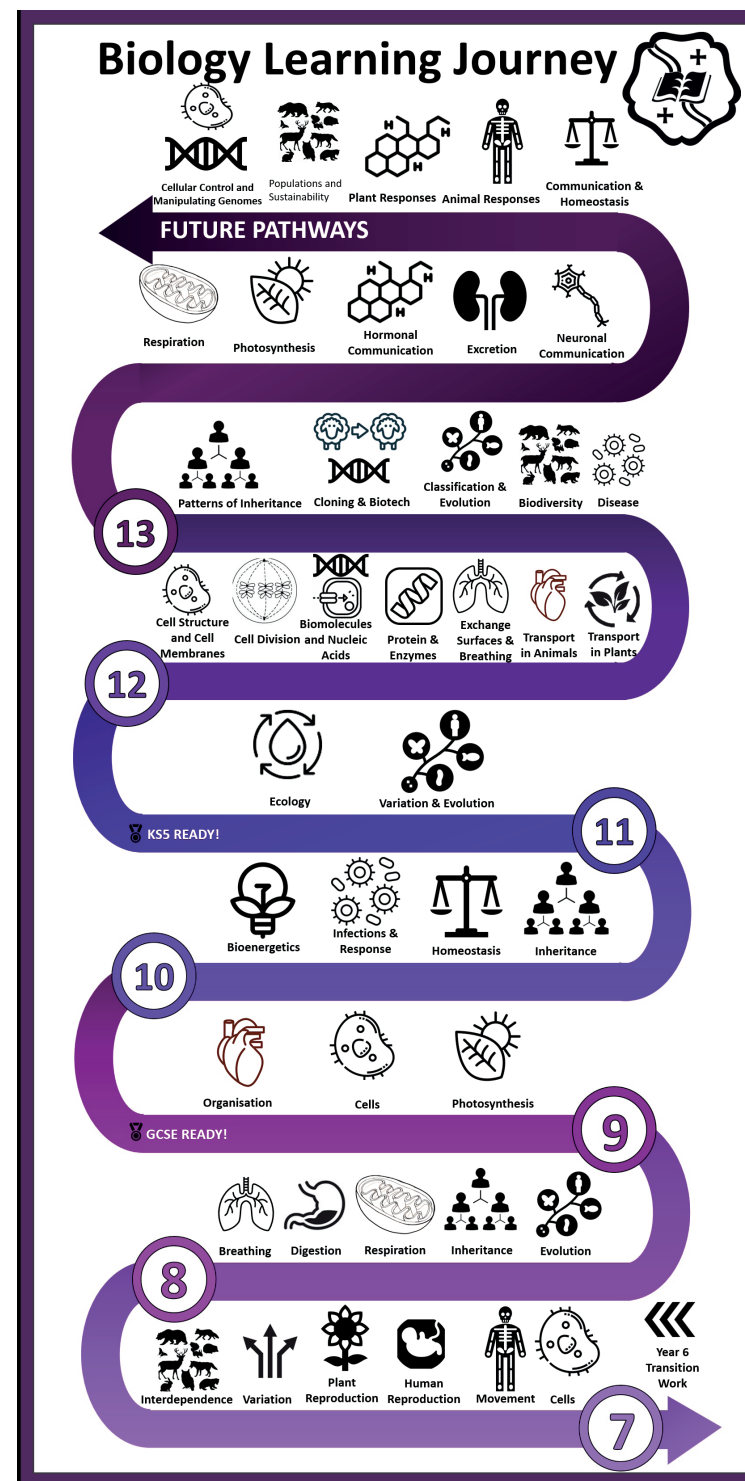 Biology Learning Journey
Cellular Control and
Manipulating Genomes
Populations and
Sustainability
Plant Responses
Animal Responses
Communication &
Homeostasis
FUTURE PATHWAYS
H
H
H
H
Respiration
Photosynthesis
Hormonal
Communication
Excretion
Neuronal
Communication
Patterns of Inheritance
Cloning & Biotech
Classification &
Evolution
Biodiversity
Disease
13
Cell Structure
and Cell
Membranes
Cell Division
Biomolecules
and Nucleic
Acids
Protein &
Enzymes
Exchange
Surfaces &
Breathing
Transport
in Animals
Transport
in Plants
12
Ecology
Variation & Evolution
KS5 READY!
11
Bioenergetics
Infections &
Response
Homeostasis
Inheritance
10
Organisation
Cells
Photosynthesis
GCSE READY!
9
Breathing
Digestion
Respiration
Inheritance
Evolution
8
Interdependence
Variation
Plant
Reproduction
Human
Reproduction
Movement
Cells
Year 6
Transition
Work
7